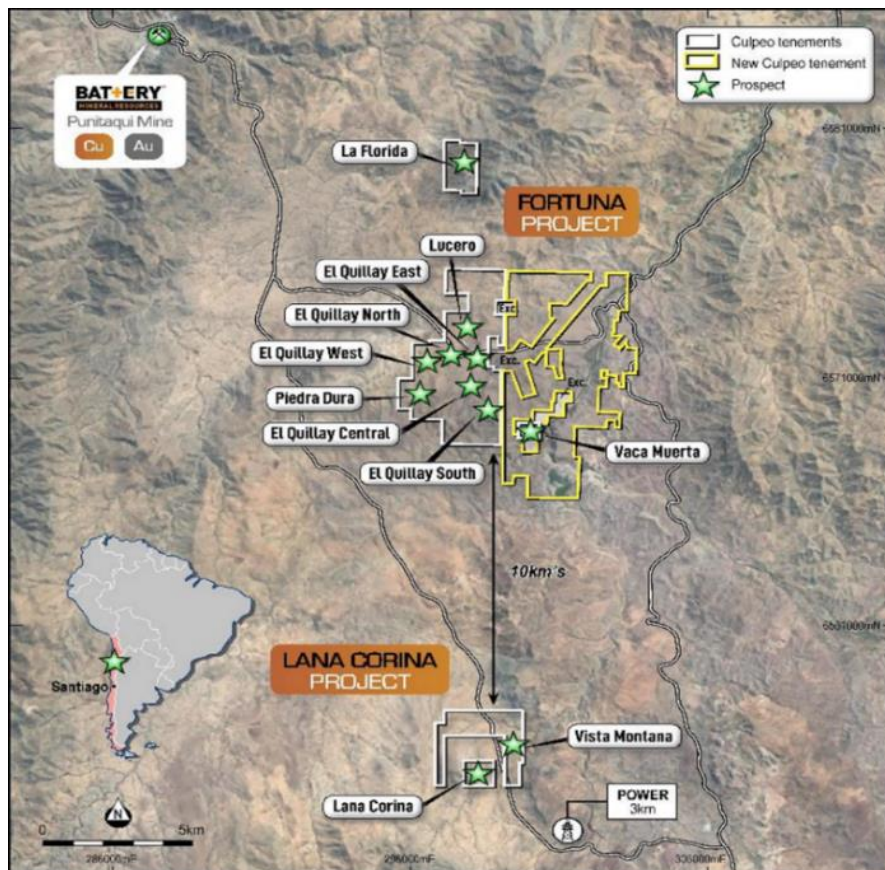 Culpeo tenements
New Culpeo tenement
Prospect
BATTERY
MINERAL RESOURCES
Punitaqui Mine
Cu
Au
6581000mN
La Florida
FORTUNA
PROJECT
Lucero
El Quillay East
El Quillay North
Exc.
El Quillay West
Exc.
6571000mN
Exc.
Piedra Dura
El Quillay Central
Vaca Muerta
El Quillay South
10km's
6561000mN
LANA CORINA
PROJECT
Santiago
Vista Montana
Lana Corina
POWER
3km
N
0
5km
286000mE
296000mE
306000mE